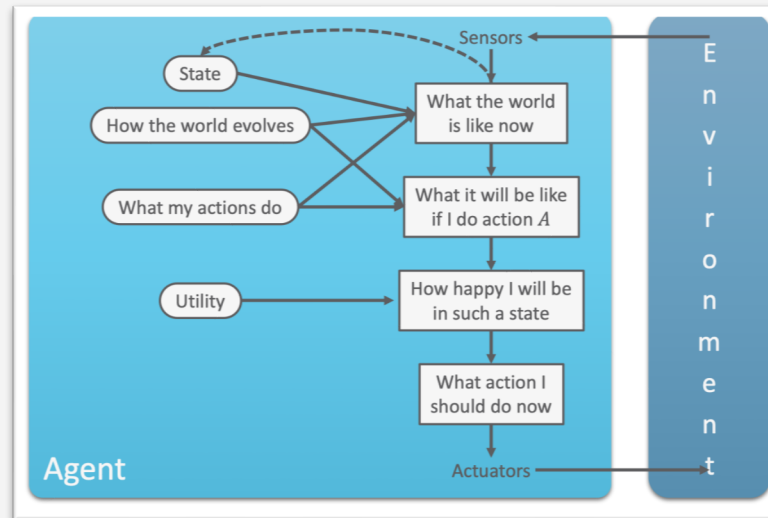 Sensors
State
What the world
is like now
How the world evolves
What it will be like
if I do action A
What my actions do
How happy I will be
in such a state
Utility
What action I
should do now
Actuators
Agent
Environment